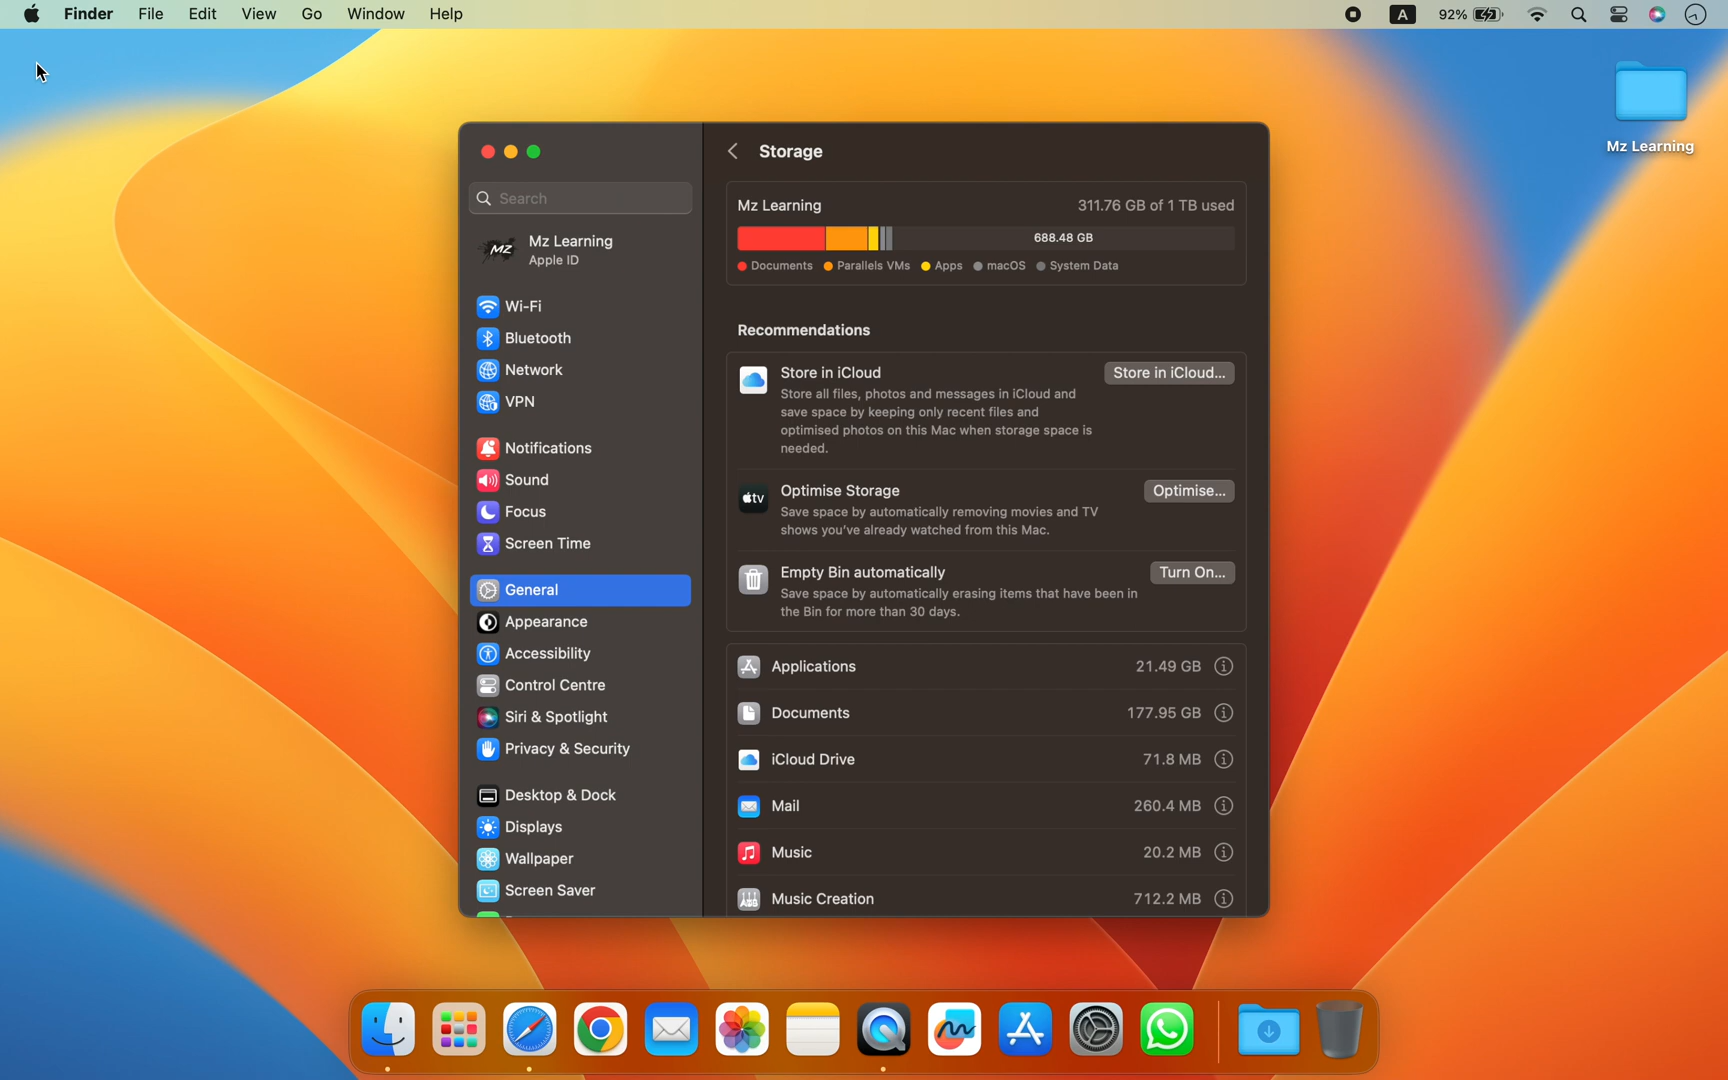 Finder File Edit View Go Window Help A 92%
Mz Learning
Storage
Search
Mz Learning
Apple ID
Wi-Fi
Bluetooth
Network
VPN
Notifications
Sound
Focus
Screen Time
General
Appearance
Accessibility
Control Centre
Siri & Spotlight
Privacy & Security
Desktop & Dock
Displays
Wallpaper
Screen Saver
Mz Learning 311.76 GB of 1 TB used
688.48 GB
Documents Parallels VMs Apps macOS System Data
Recommendations
Store in iCloud Store in iCloud...
Store all files, photos and messages in iCloud and
save space by keeping only recent files and
optimised photos on this Mac when storage space is
needed.
tv Optimise Storage Optimise...
Save space by automatically removing movies and TV
shows you've already watched from this Mac.
Empty Bin automatically Turn On...
Save space by automatically erasing items that have been in
the Bin for more than 30 days.
Applications 21.49 GB
Documents 177.95 GB
iCloud Drive 71.8 MB
Mail 260.4 MB
Music 20.2 MB
Music Creation 712.2 MB